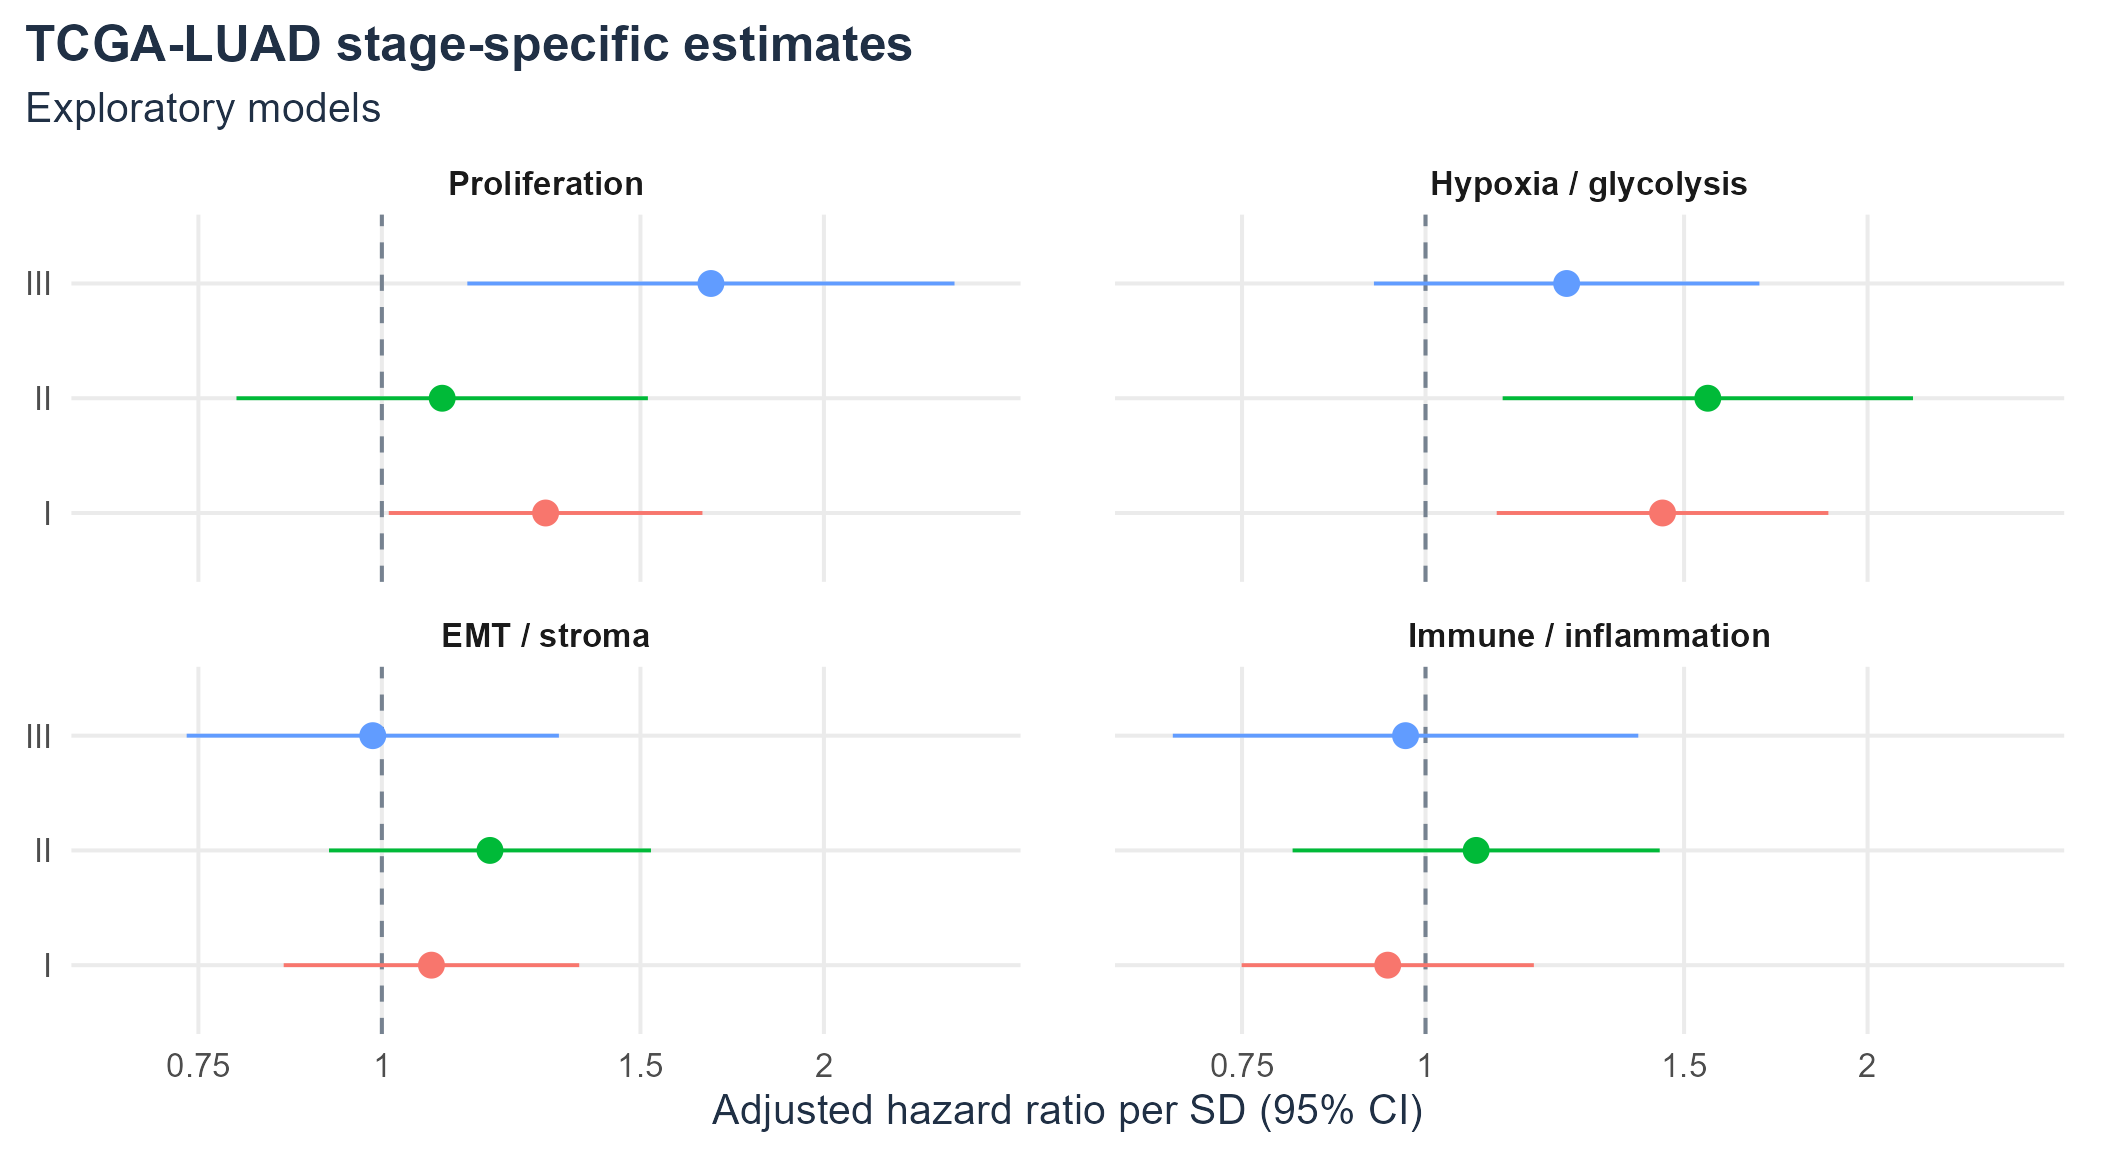 TCGA-LUAD stage-specific estimates
Exploratory models
Proliferation
Hypoxia / glycolysis
III
II
I
EMT / stroma
Immune / inflammation
III
II
I
0.75 1 1.5 2 0.75 1 1.5 2
Adjusted hazard ratio per SD (95% CI)